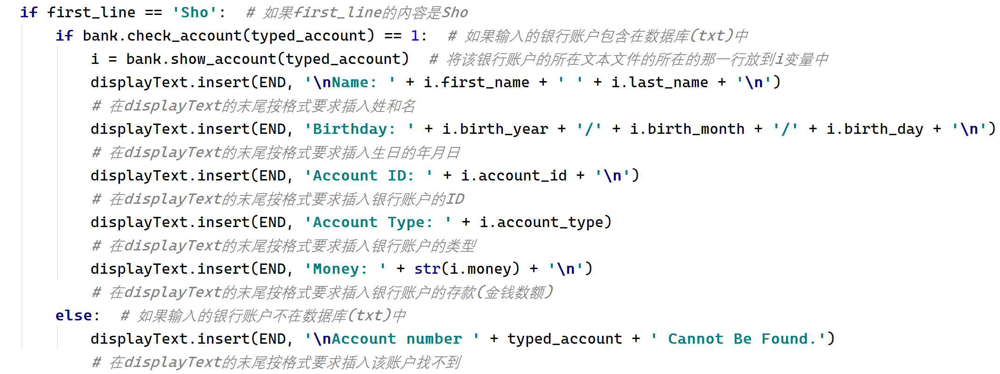 if first_line == 'Sho':  # 如果first_line的内容是Sho
    if bank.check_account(typed_account) == 1:  # 如果输入的银行账户包含在数据库(txt)中
        i = bank.show_account(typed_account)  # 将该银行账户的所在文本文件的所在的那一行放到i变量中
        displayText.insert(END, '\nName: ' + i.first_name + ' ' + i.last_name + '\n')
        # 在displayText的末尾按格式要求插入姓和名
        displayText.insert(END, 'Birthday: ' + i.birth_year + '/' + i.birth_month + '/' + i.birth_day + '\n')
        # 在displayText的末尾按格式要求插入生日的年月日
        displayText.insert(END, 'Account ID: ' + i.account_id + '\n')
        # 在displayText的末尾按格式要求插入银行账户的ID
        displayText.insert(END, 'Account Type: ' + i.account_type)
        # 在displayText的末尾按格式要求插入银行账户的类型
        displayText.insert(END, 'Money: ' + str(i.money) + '\n')
        # 在displayText的末尾按格式要求插入银行账户的存款(金钱数额)
    else:  # 如果输入的银行账户不在数据库(txt)中
        displayText.insert(END, '\nAccount number ' + typed_account + ' Cannot Be Found.')
        # 在displayText的末尾按格式要求插入该账户找不到